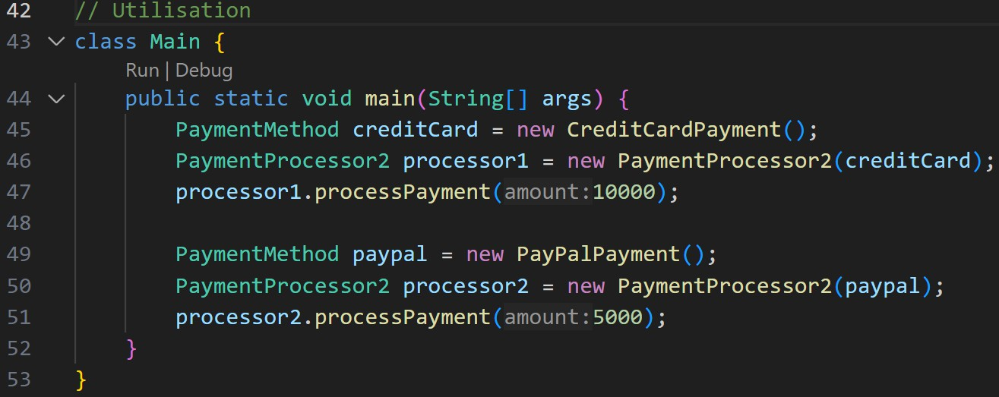 42 // Utilisation
43 class Main {
Run | Debug
44 public static void main(String[] args) {
45 PaymentMethod creditCard = new CreditCardPayment();
46 PaymentProcessor2 processor1 = new PaymentProcessor2(creditCard);
47 processor1.processPayment(amount:10000);
48
49 PaymentMethod paypal = new PayPalPayment();
50 PaymentProcessor2 processor2 = new PaymentProcessor2(paypal);
51 processor2.processPayment(amount:5000);
52 }
53 }